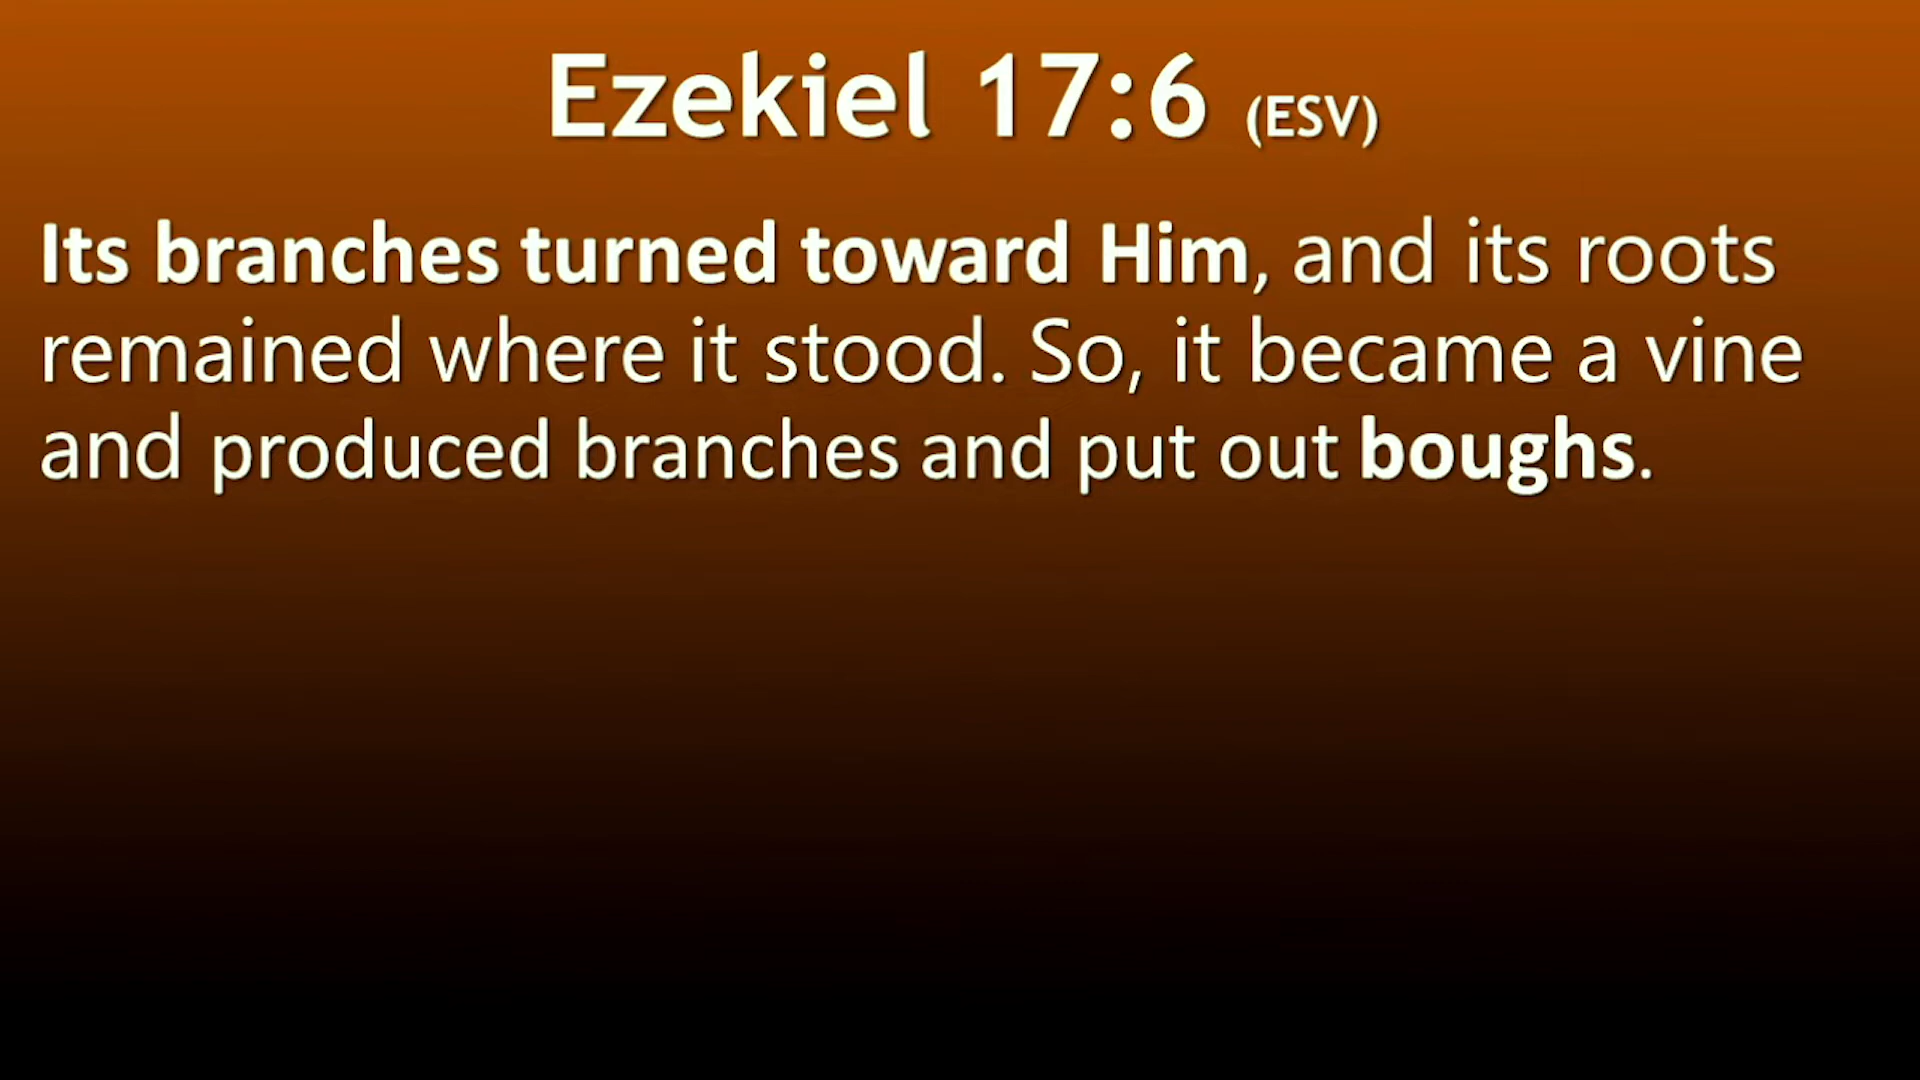 Ezekiel 17:6 (ESV)
Its branches turned toward Him, and its roots
remained where it stood. So, it became a vine
and produced branches and put out boughs.